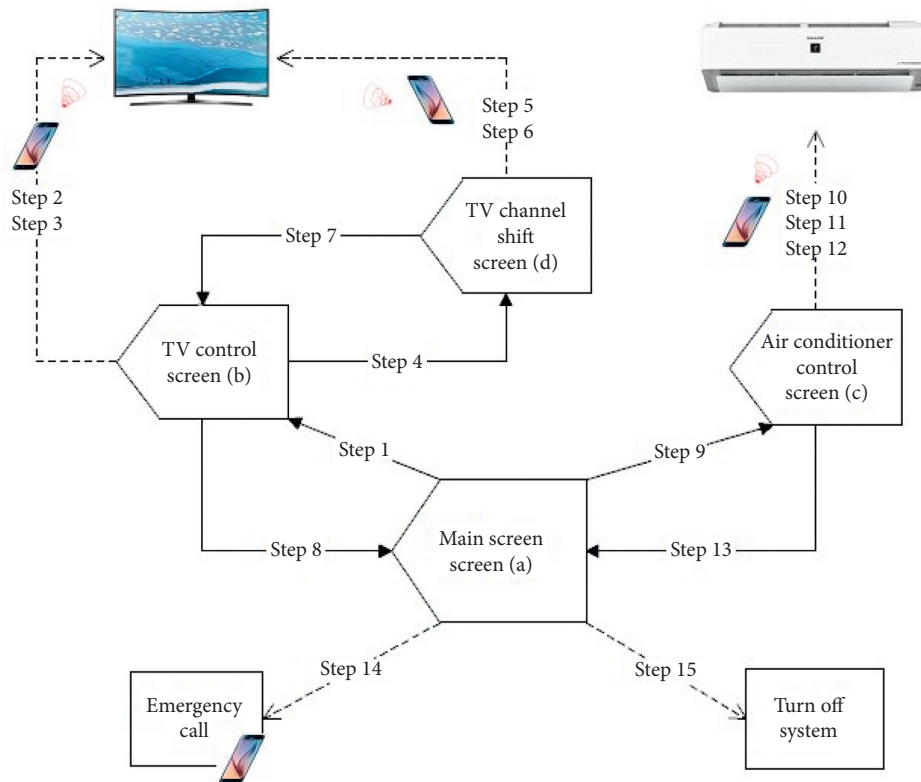 Step 5
Step 6
Step 2
Step 3
Step 10
Step 11
Step 12
TV channel
shift
screen (d)
Step 7
TV control
screen (b)
Step 4
Air conditioner
control
screen (c)
Step 1
Step 9
Step 8
Main screen
screen (a)
Step 13
Step 14
Step 15
Emergency
call
Turn off
system